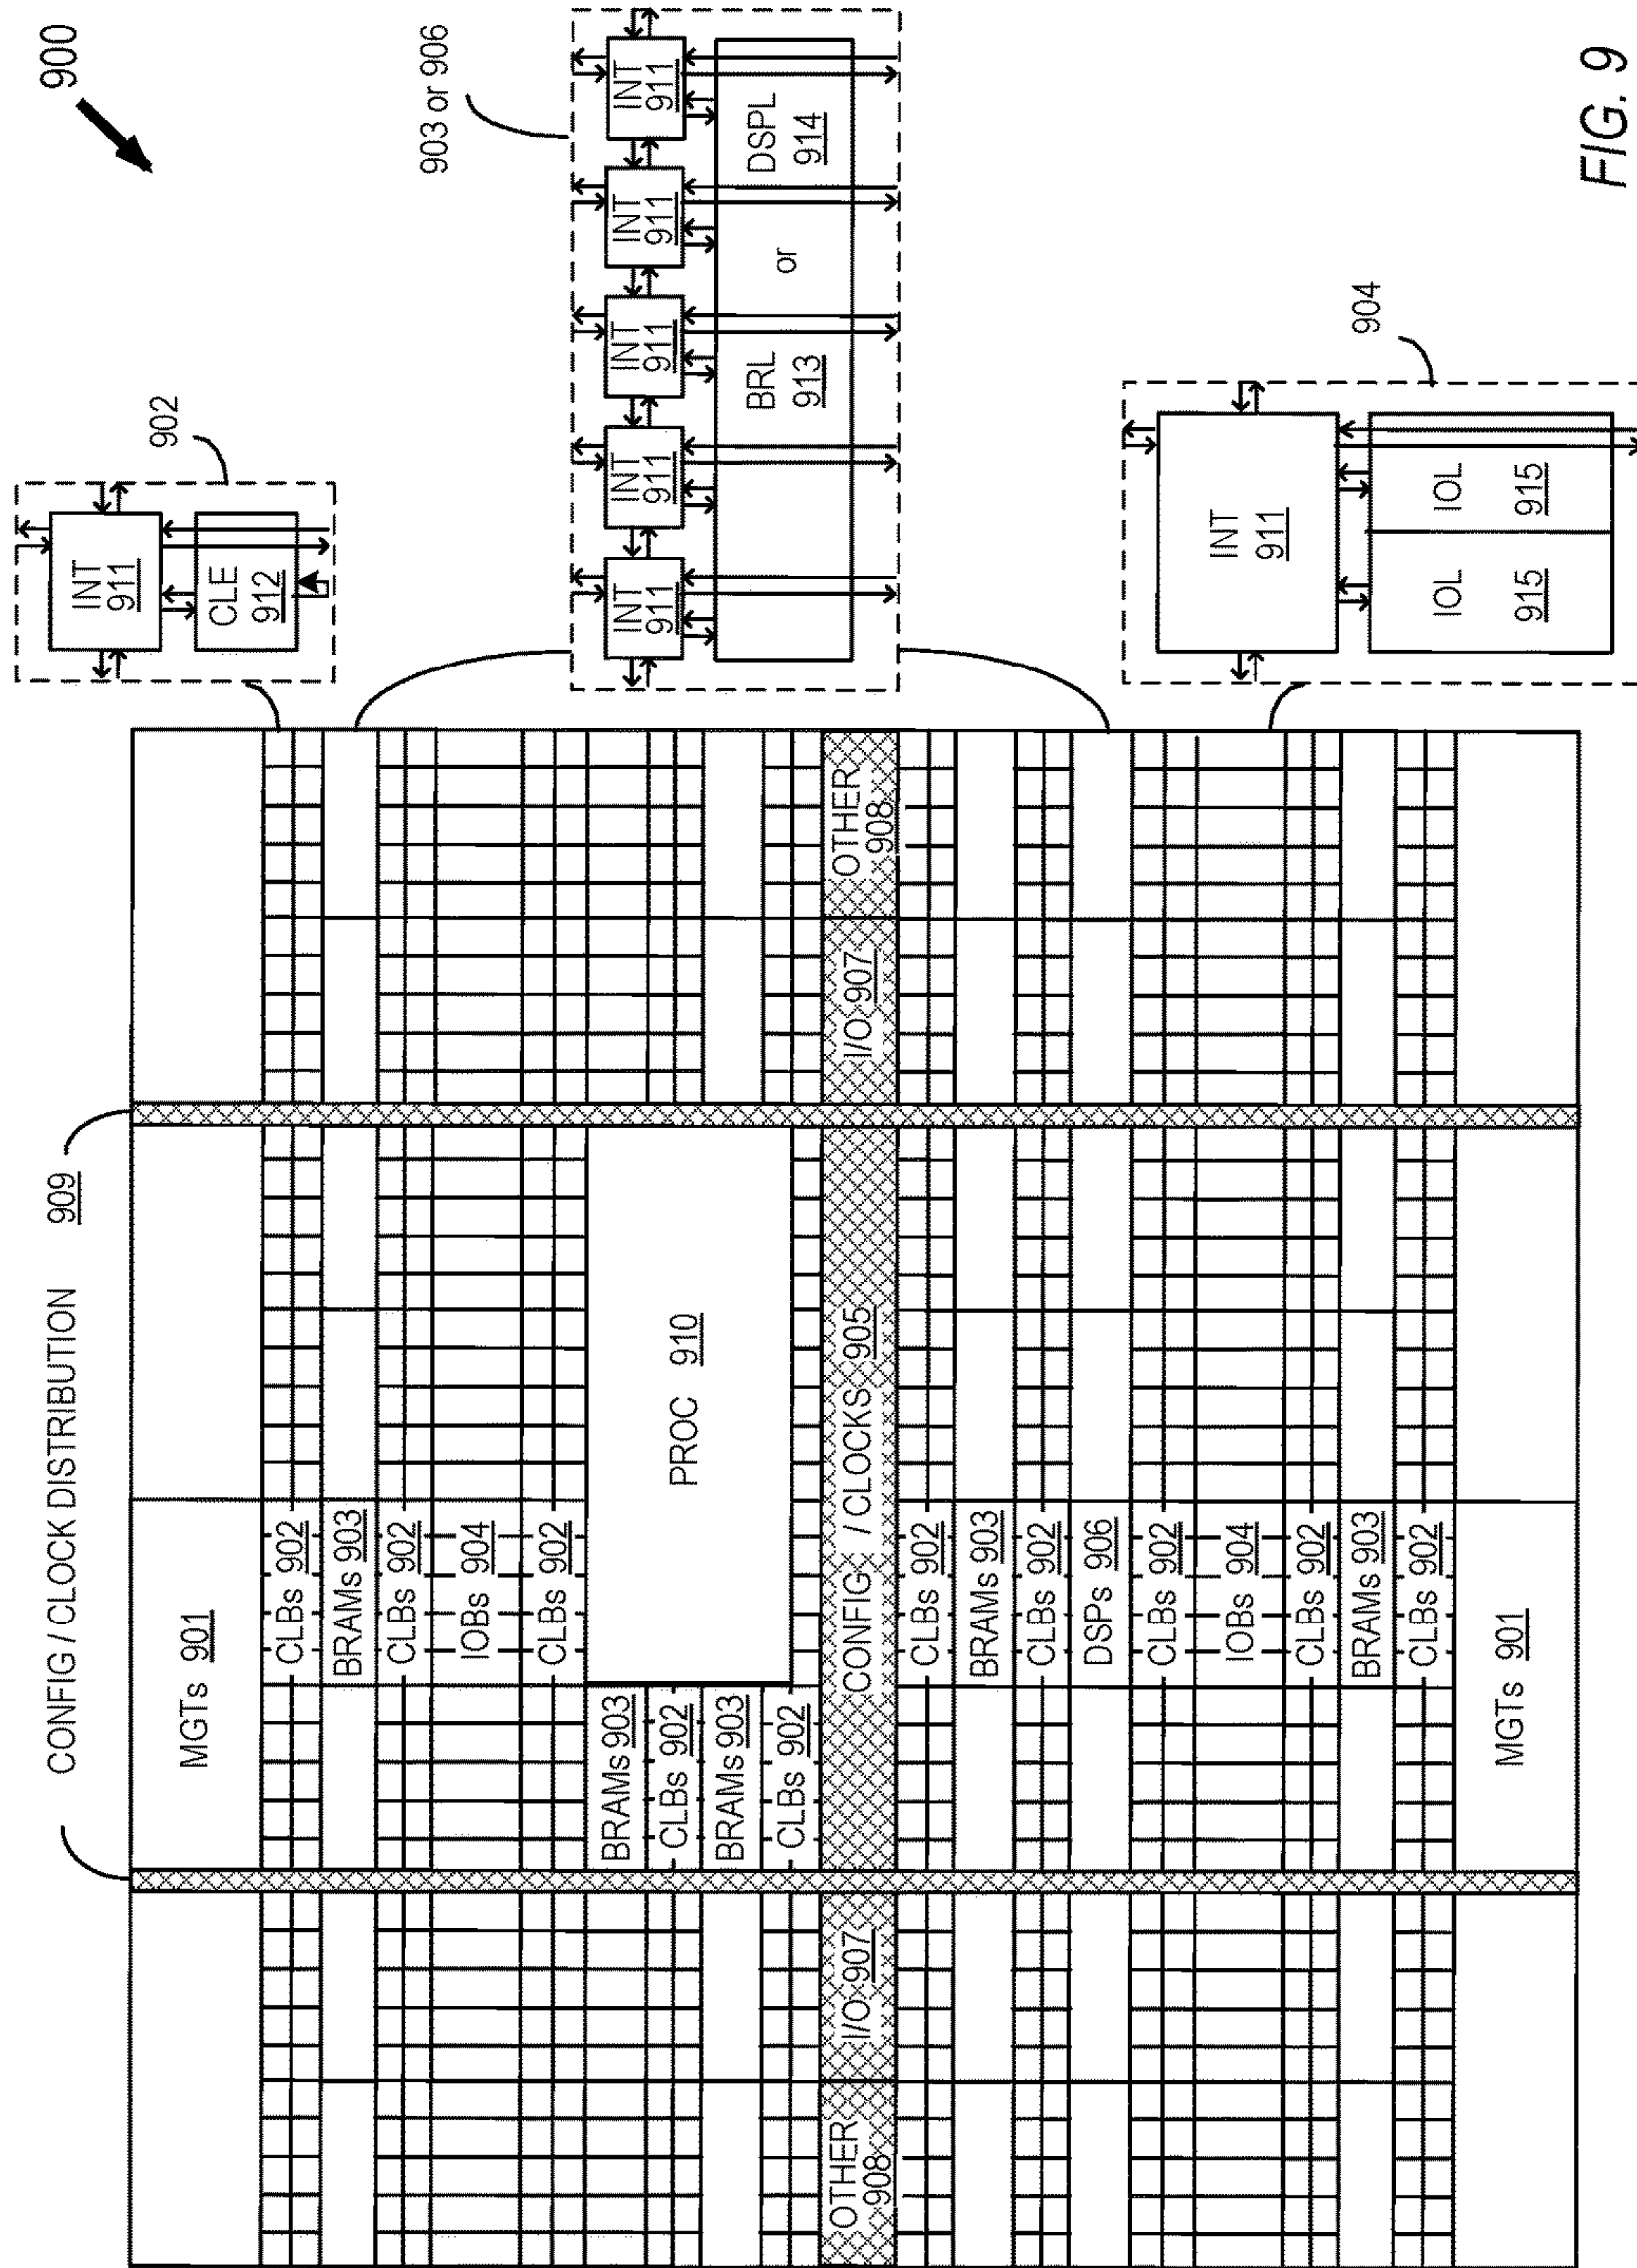 900
CONFIG / CLOCK DISTRIBUTION 909
MGTs 901
CLBs 902
BRAMs 903
CLBs 902
IOBs 904
CLBs 902
BRAMs 903
CLBs 902
BRAMs 903
CLBs 902
PROC 910
OTHER
908
I/O 907
CONFIG / CLOCKS 905
I/O 907
OTHER
908
CLBs 902
BRAMs 903
CLBs 902
DSPs 906
CLBs 902
IOBs 904
CLBs 902
BRAMs 903
CLBs 902
MGTs 901
902
INT
911
CLE
912
903 or 906
INT
911
INT
911
INT
911
INT
911
INT
911
BRL
913
or
DSPL
914
904
INT
911
IOL
915
IOL
915
FIG. 9